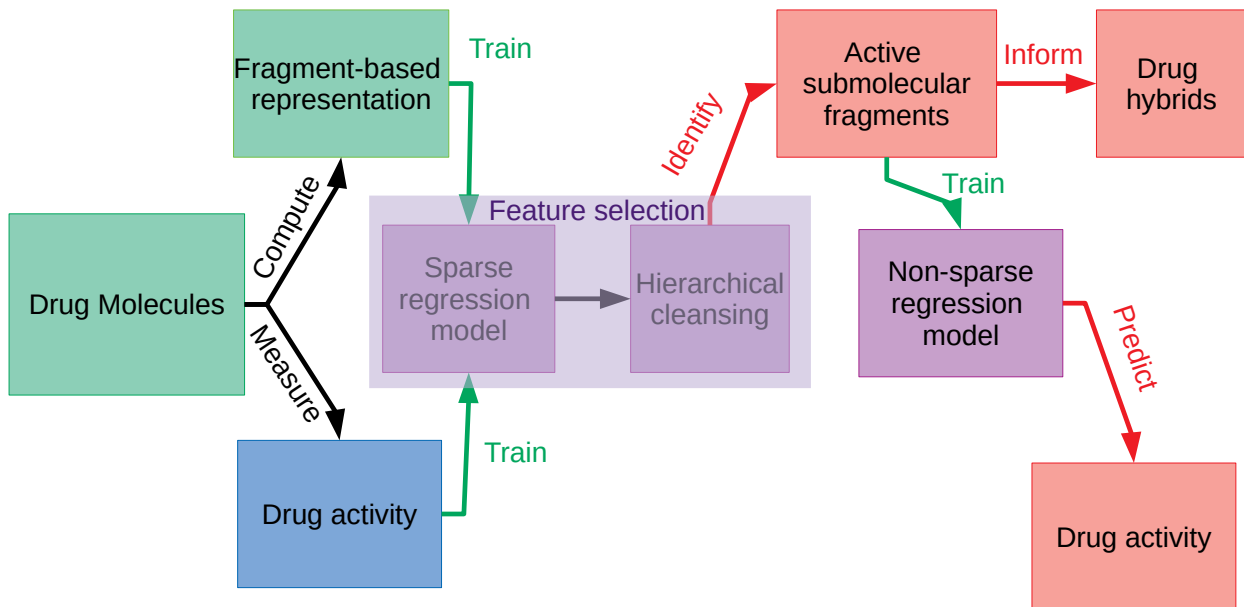 Fragment-based
representation
Train
Active
submolecular
fragments
Inform
Drug
hybrids
Identify
Compute
Train
Feature selection
Drug Molecules
Sparse
regression
model
Hierarchical
cleansing
Non-sparse
regression
model
Measure
Predict
Train
Drug activity
Drug activity